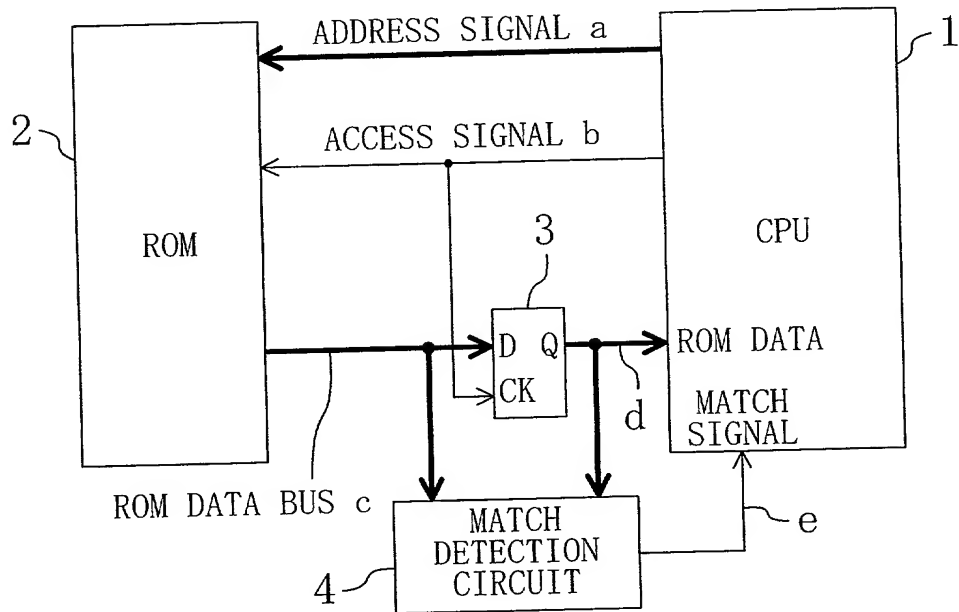 ADDRESS SIGNAL a
1
2
ACCESS SIGNAL b
ROM
CPU
3
D Q
CK
ROM DATA
d
MATCH
SIGNAL
ROM DATA BUS c
MATCH
DETECTION
CIRCUIT
4
e